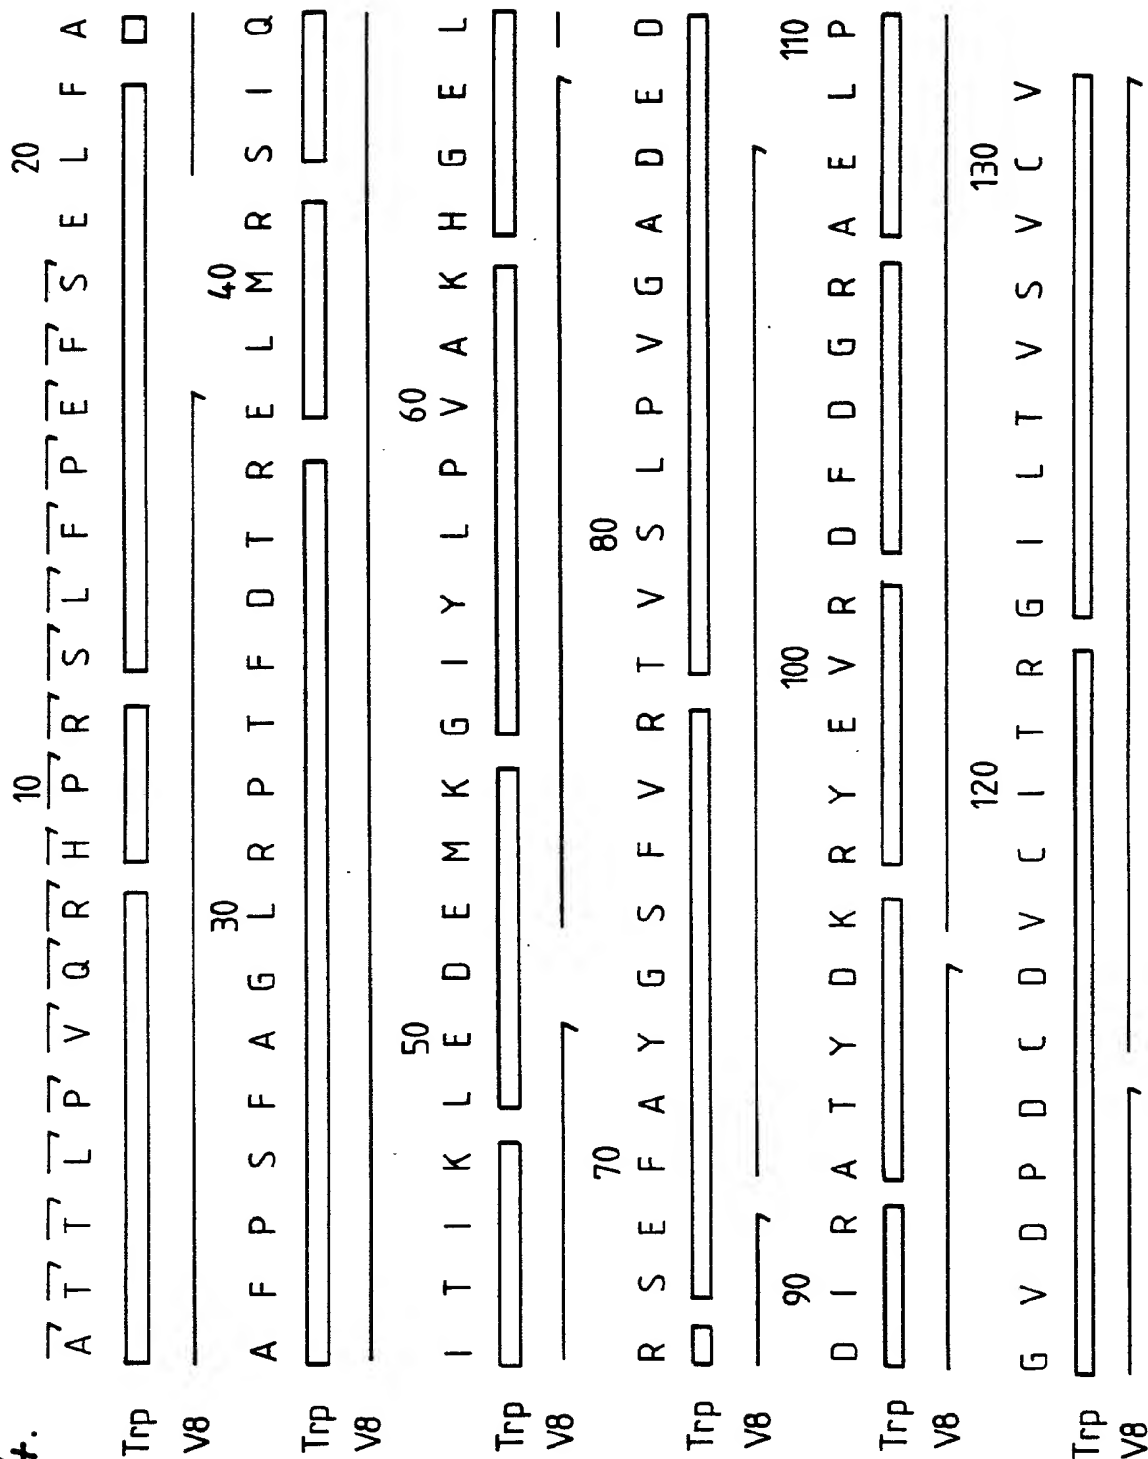 4.
10 20
A T T L P V Q R H P R S L F P E F S E L F A
Trp
V8
30 40
A F P S F A G L R P T F D T R E L M R S I Q
Trp
V8
50 60
I T I K L E D E M K G I Y L P V A K H G E L
Trp
V8
70 80
R S E F A Y G S F V R T V S L P V G A D E D
Trp
V8
90 100 110
D I R A T Y D K R Y E V R D F D G R A E L P
Trp
V8
120 130
G V D P D C D V C I T R G I L T V S V C V
Trp
V8